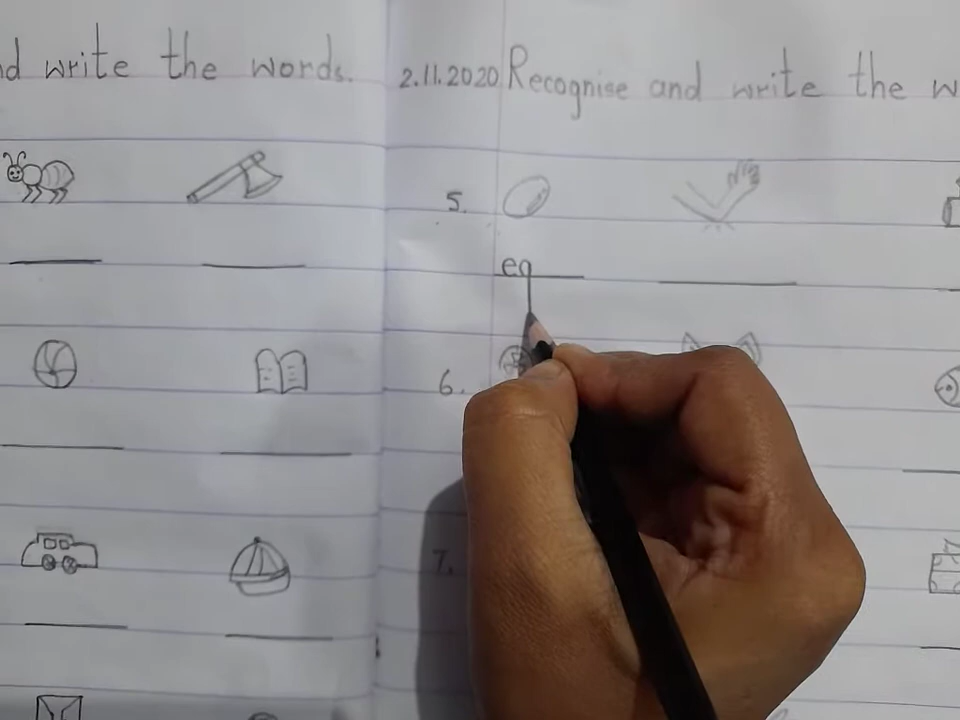 write the words.
2.11.2020 Recognise and write the
5.
eg
6.
7.